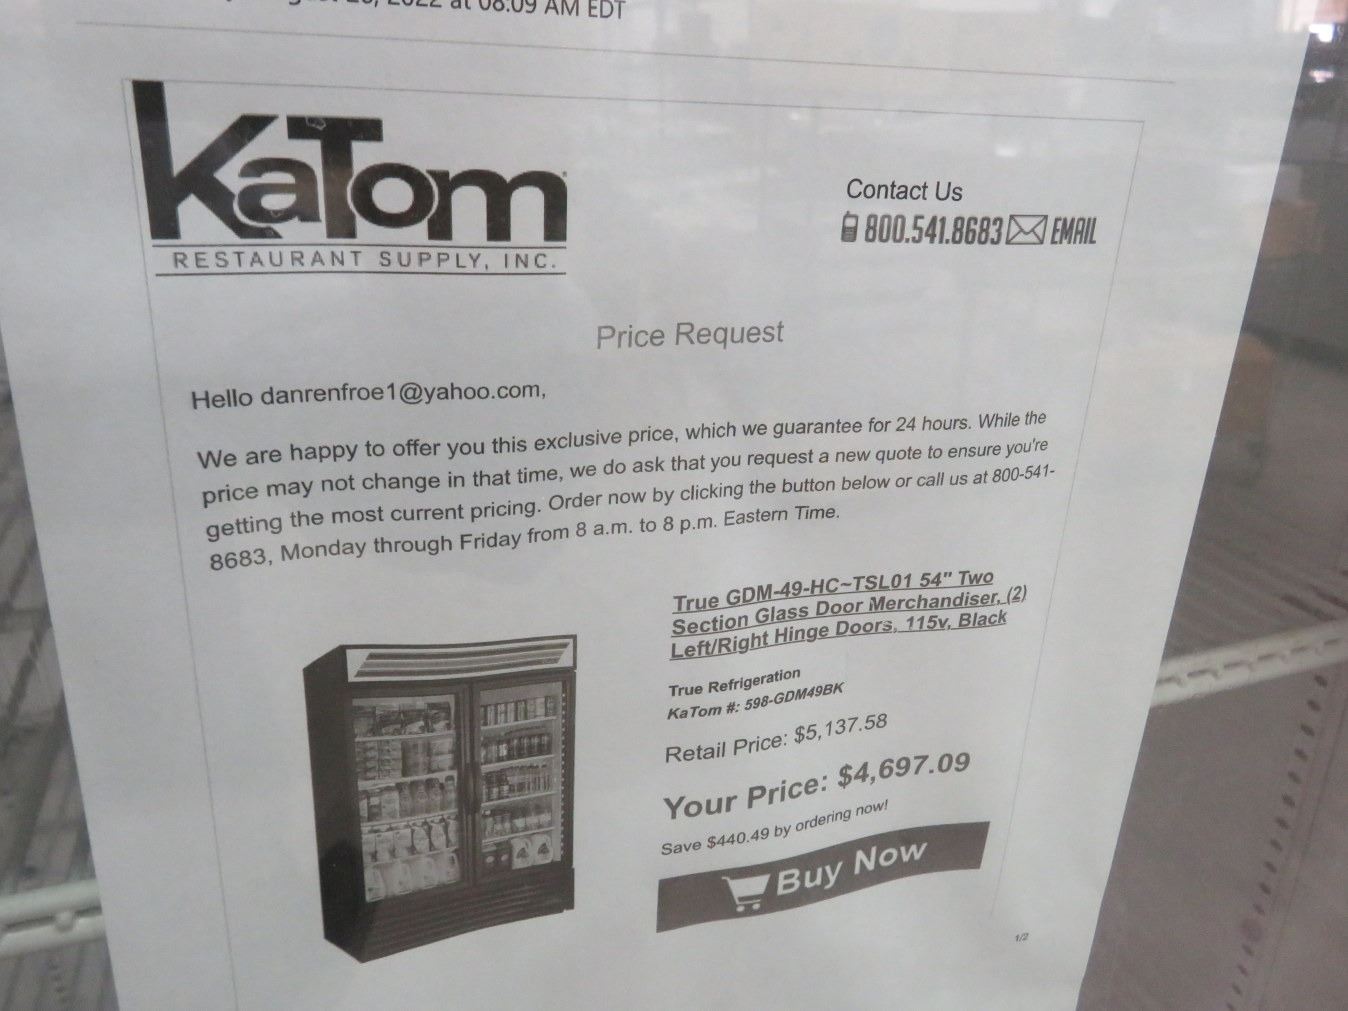 2022 at 08:09 AM EDT
KaTom
RESTAURANT SUPPLY, INC.
Contact Us
800.541.8683 EMAIL
Price Request
Hello danrenfroe1@yahoo.com,
We are happy to offer you this exclusive price, which we guarantee for 24 hours. While the
price may not change in that time, we do ask that you request a new quote to ensure you're
getting the most current pricing. Order now by clicking the button below or call us at 800-541-
8683, Monday through Friday from 8 a.m. to 8 p.m. Eastern Time.
True GDM-49-HC~TSL01 54" Two
Section Glass Door Merchandiser, (2)
Left/Right Hinge Doors, 115v, Black
True Refrigeration
KaTom #: 598-GDM49BK
Retail Price: $5,137.58
Your Price: $4,697.09
Save $440.49 by ordering now!
Buy Now
1/2